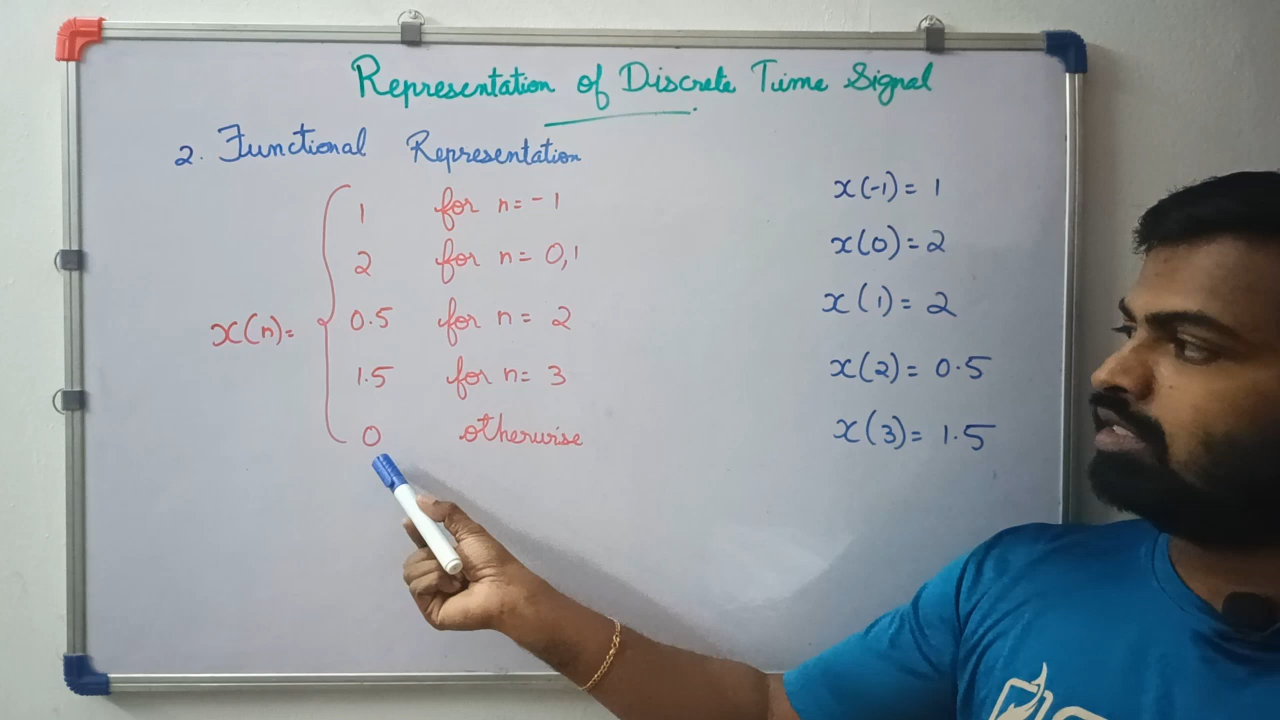 Representation of Discrete Time Signal
2. Functional Representation
x(n)=
1 for n=-1
2 for n= 0,1
0.5 for n= 2
1.5 for n= 3
0 otherwise
x(-1)= 1
x(0)=2
x(1)=2
x(2)= 0.5
x(3)= 1.5